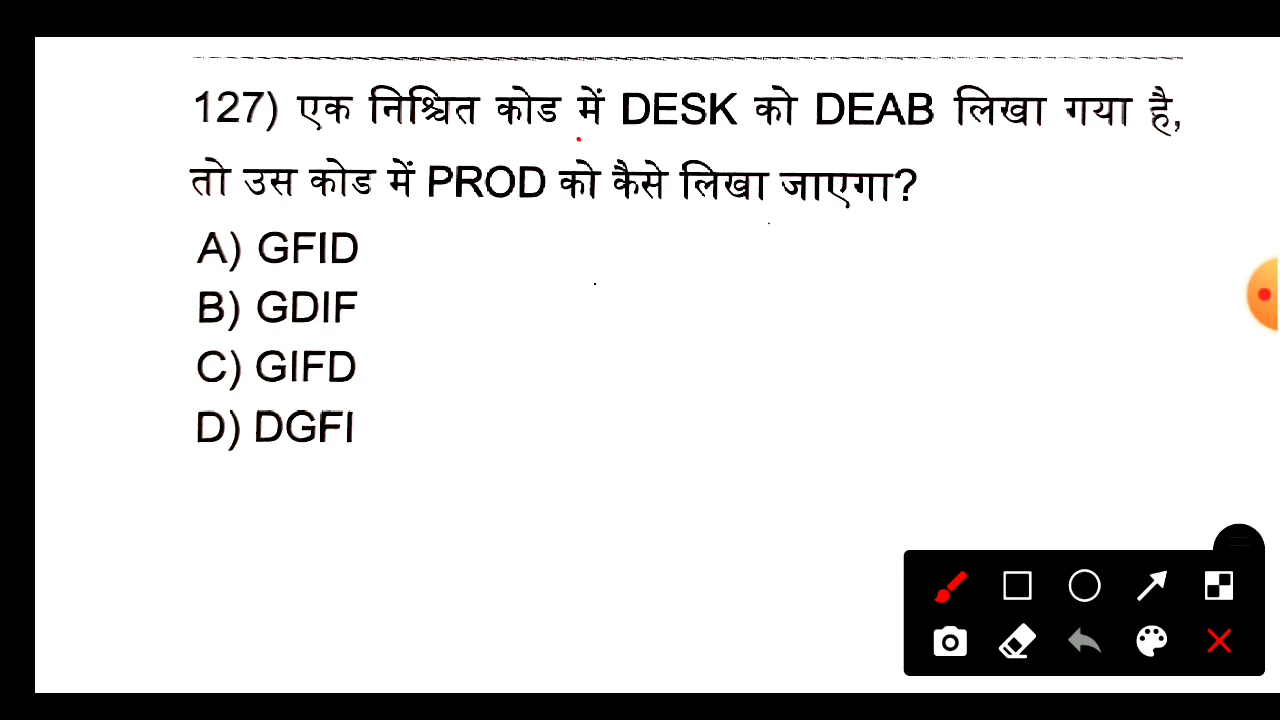 127) एक निश्चित कोड में DESK को DEAB लिखा गया है,
तो उस कोड में PROD को कैसे लिखा जाएगा?
A) GFID
B) GDIF
C) GIFD
D) DGFI